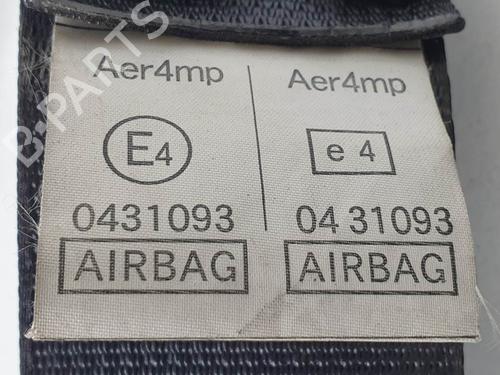 Aer4mp
E4
0431093
AIRBAG
Aer4mp
e 4
04 31093
AIRBAG
B-PARTS